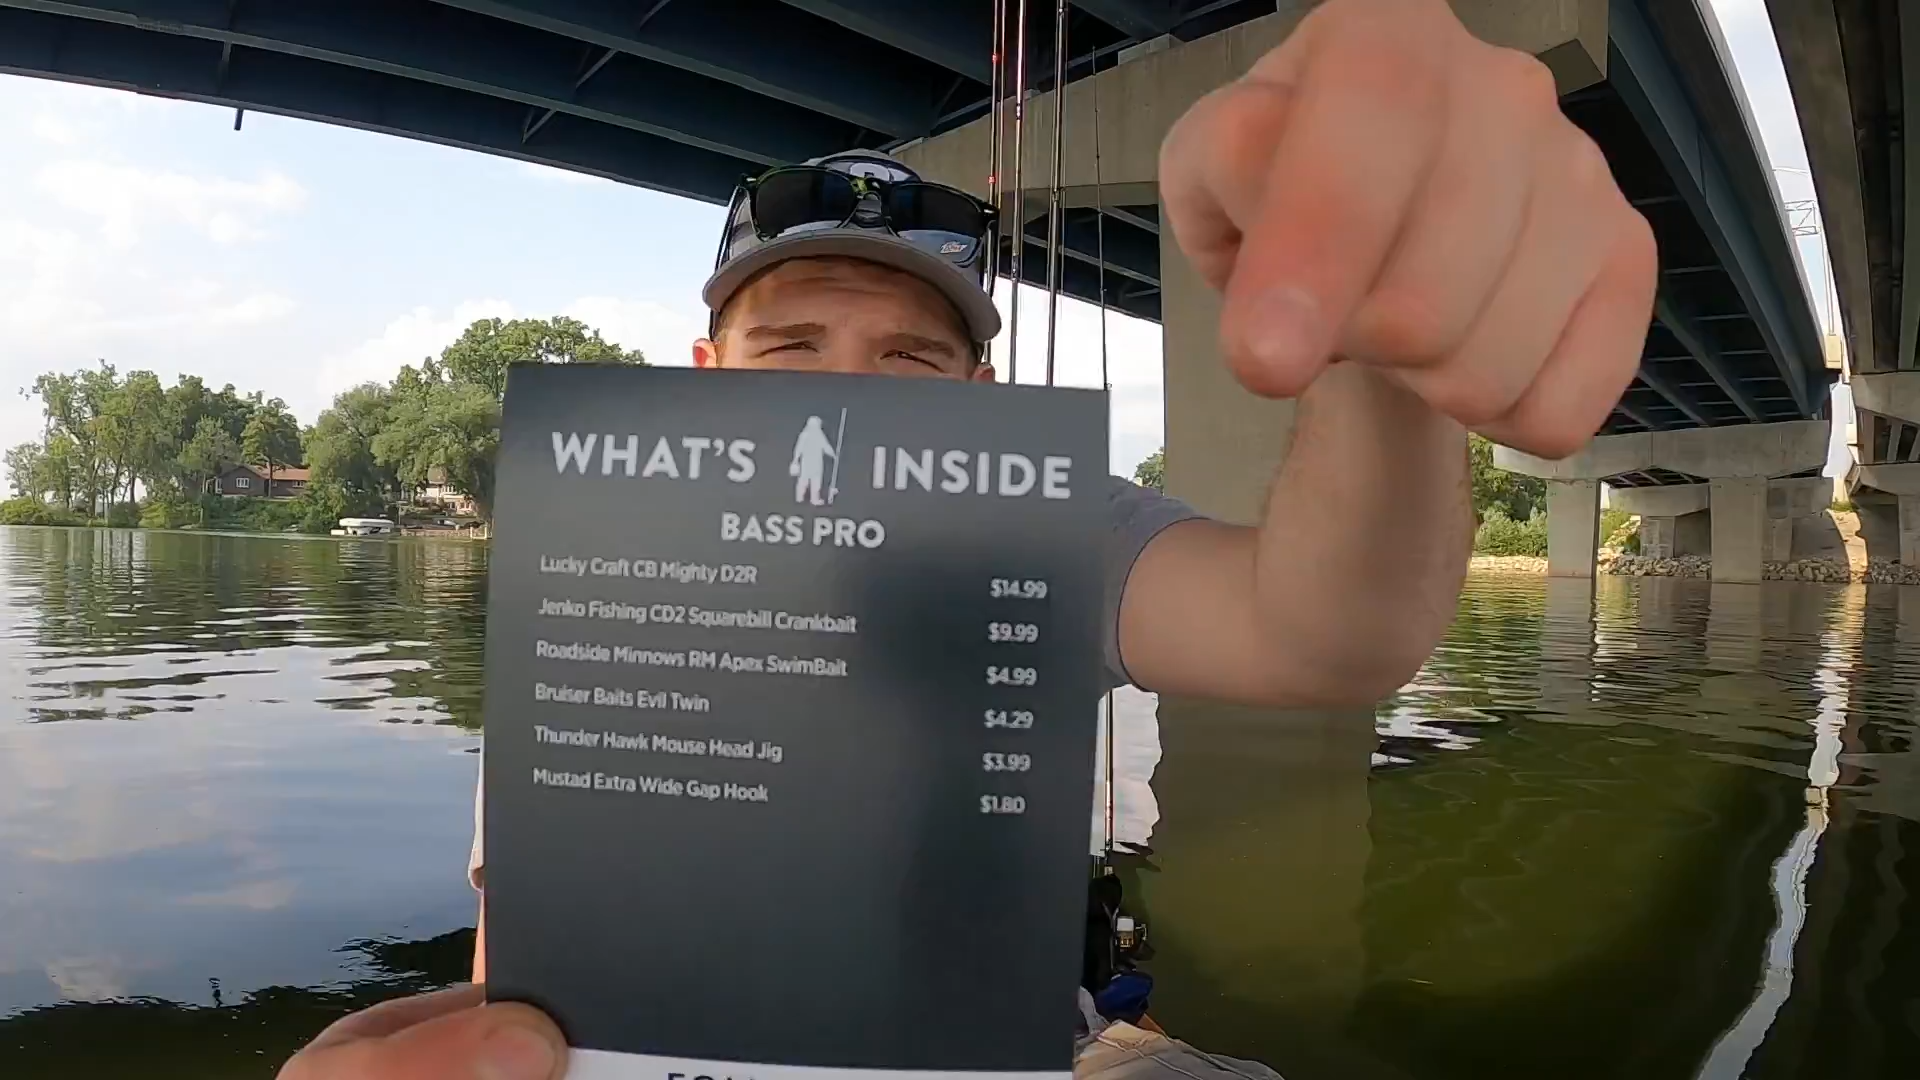 WHAT'S INSIDE
BASS PRO
Lucky Craft CB Mighty D2R $14.99
Jenko Fishing CD2 Squarebill Crankbait $9.99
Roadside Minnows RM Apex SwimBait $4.99
Bruiser Baits Evil Twin $4.29
Thunder Hawk Mouse Head Jig $3.99
Mustad Extra Wide Gap Hook $1.80